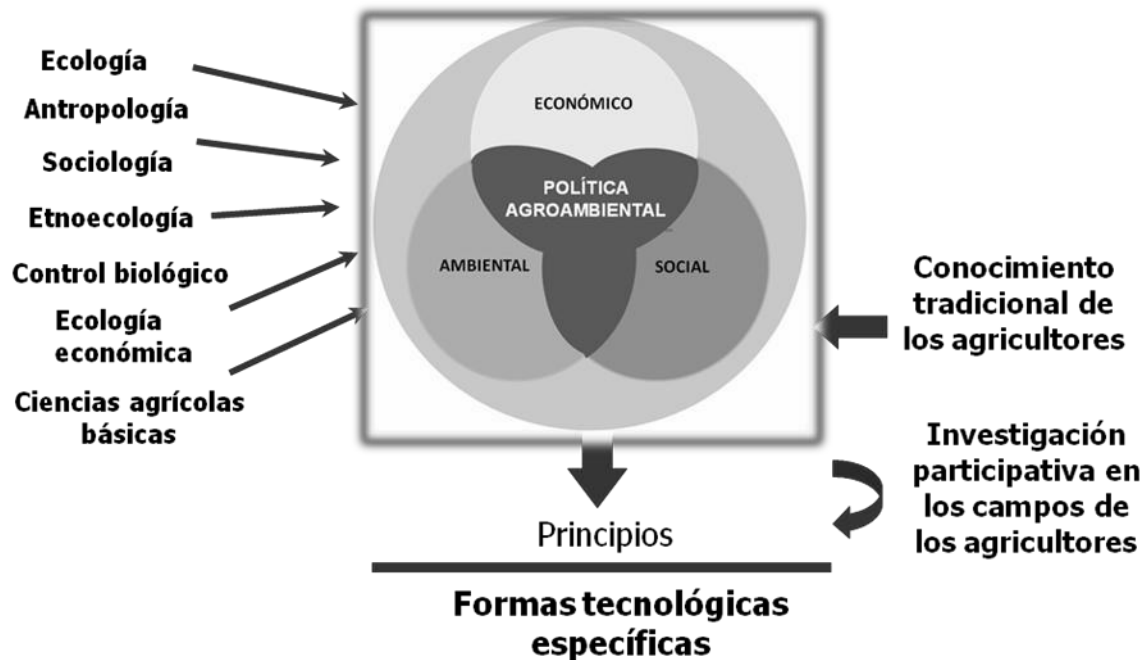 Ecología
Antropología
Sociología
Etnoecología
Control biológico
Ecología
económica
Ciencias agrícolas
básicas
ECONÓMICO
POLÍTICA
AGROAMBIENTAL
AMBIENTAL
SOCIAL
Conocimiento
tradicional de
los agricultores
Investigación
participativa en
los campos de
los agricultores
Principios
Formas tecnológicas
específicas